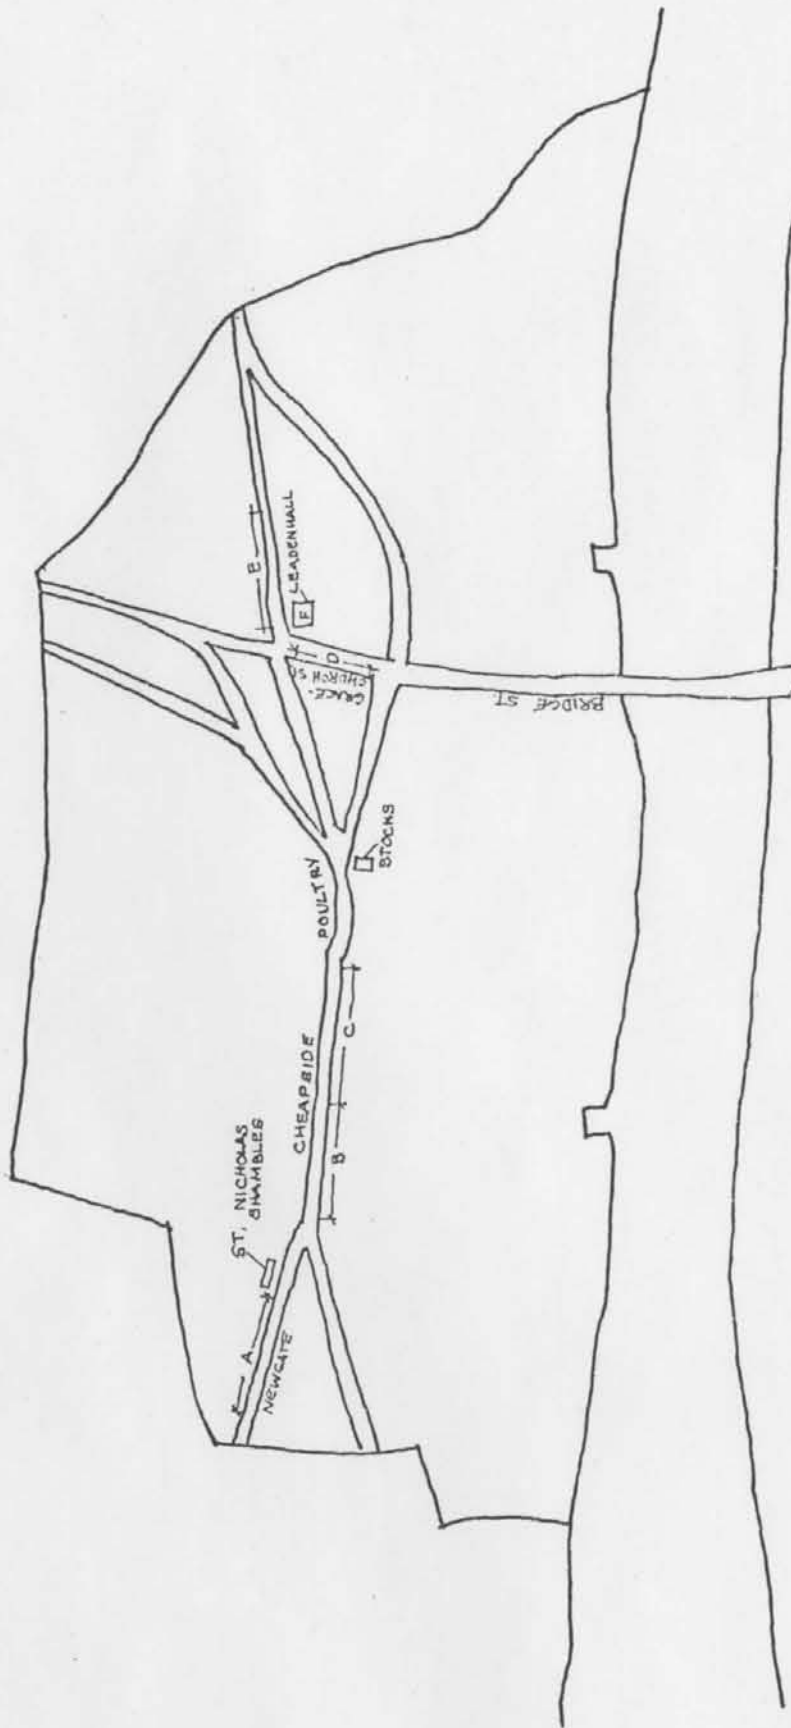 A
NEWGATE
ST. NICHOLAS
SHAMBLES
B
CHEAPSIDE
C
POULTRY
STOCKS
GRACE-
CHURCH ST.
D
F
LEADENHALL
E
BRIDGE ST.